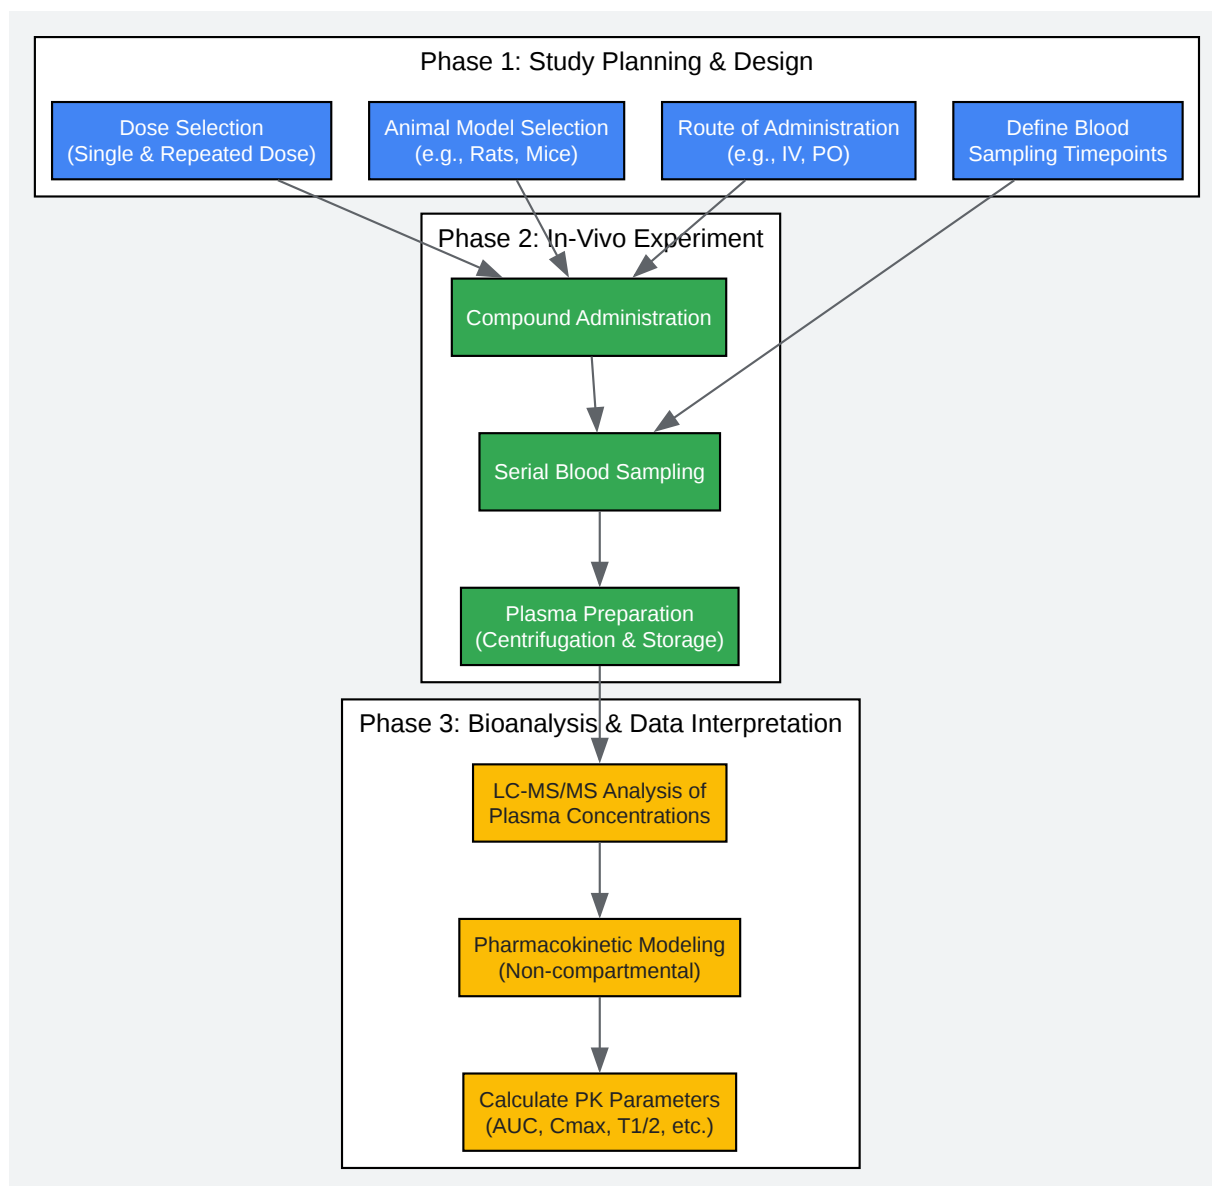 Phase 1: Study Planning & Design
Dose Selection
(Single & Repeated Dose)
Animal Model Selection
(e.g., Rats, Mice)
Route of Administration
(e.g., IV, PO)
Define Blood
Sampling Timepoints
Phase 2: In-Vivo Experiment
Compound Administration
Serial Blood Sampling
Plasma Preparation
(Centrifugation & Storage)
Phase 3: Bioanalysis & Data Interpretation
LC-MS/MS Analysis of
Plasma Concentrations
Pharmacokinetic Modeling
(Non-compartmental)
Calculate PK Parameters
(AUC, Cmax, T1/2, etc.)